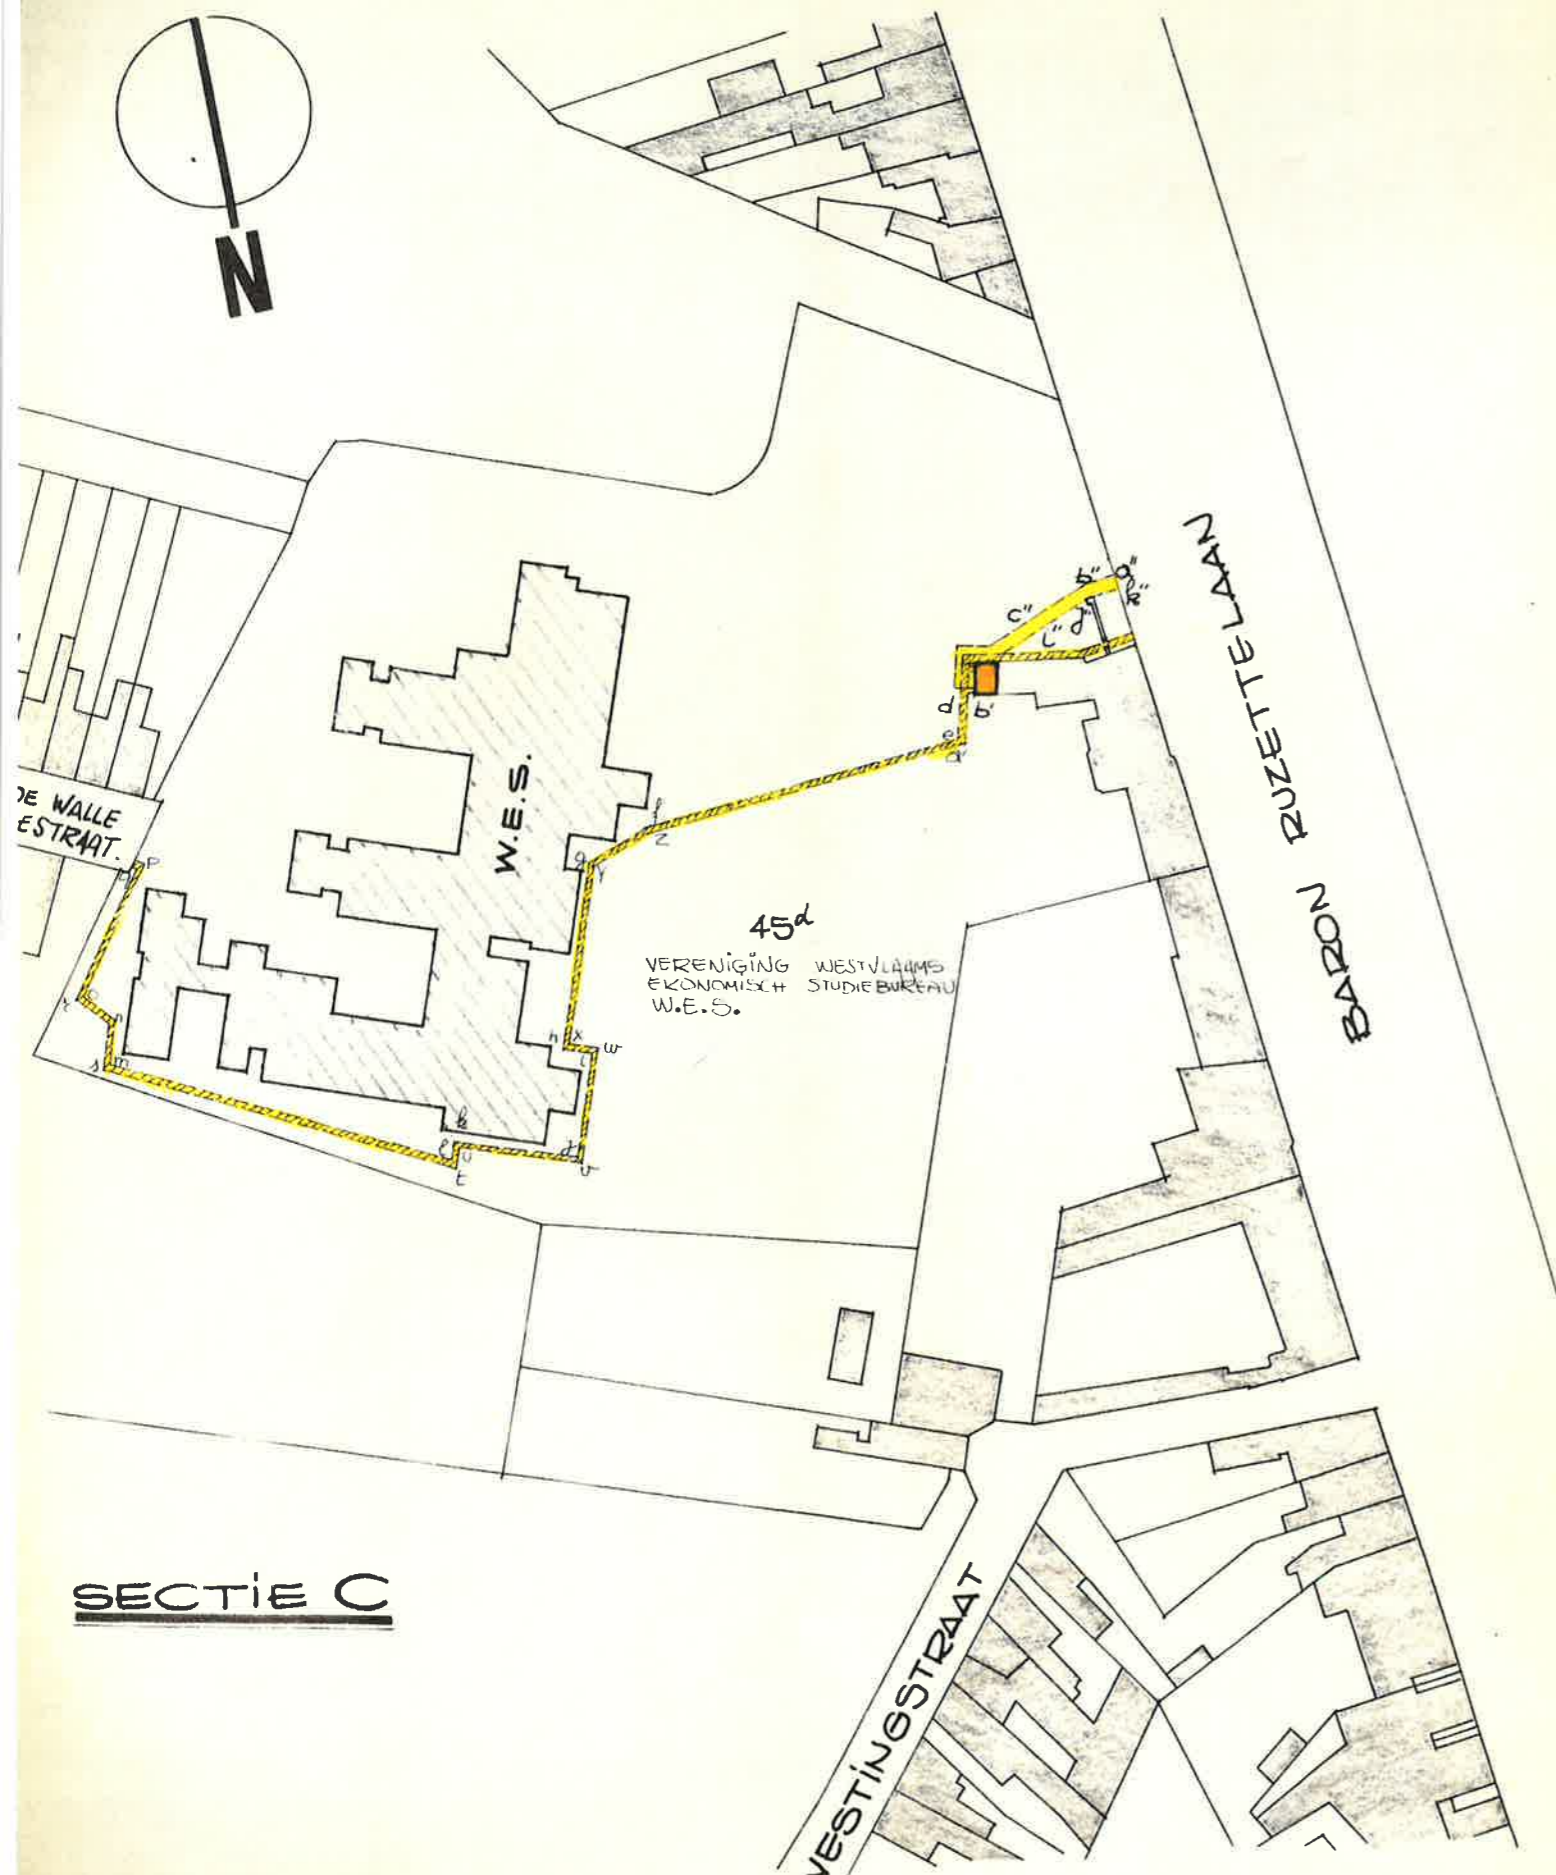 N
b" a"
c" k"
j"
i"
BARON RUZETTELAAN
d b'
e
a'
W.E.S.
f
z
DE WALLE
ESTRAAT.
p
q
g
y
45d
VERENiGiNG WESTVLAAMS
EKONOMISCH STUDIEBUREAU
W.E.S.
o
r
n
h x w
i
s m
k
l u j
t v
SECTiE C
VESTiNGSTRAAT